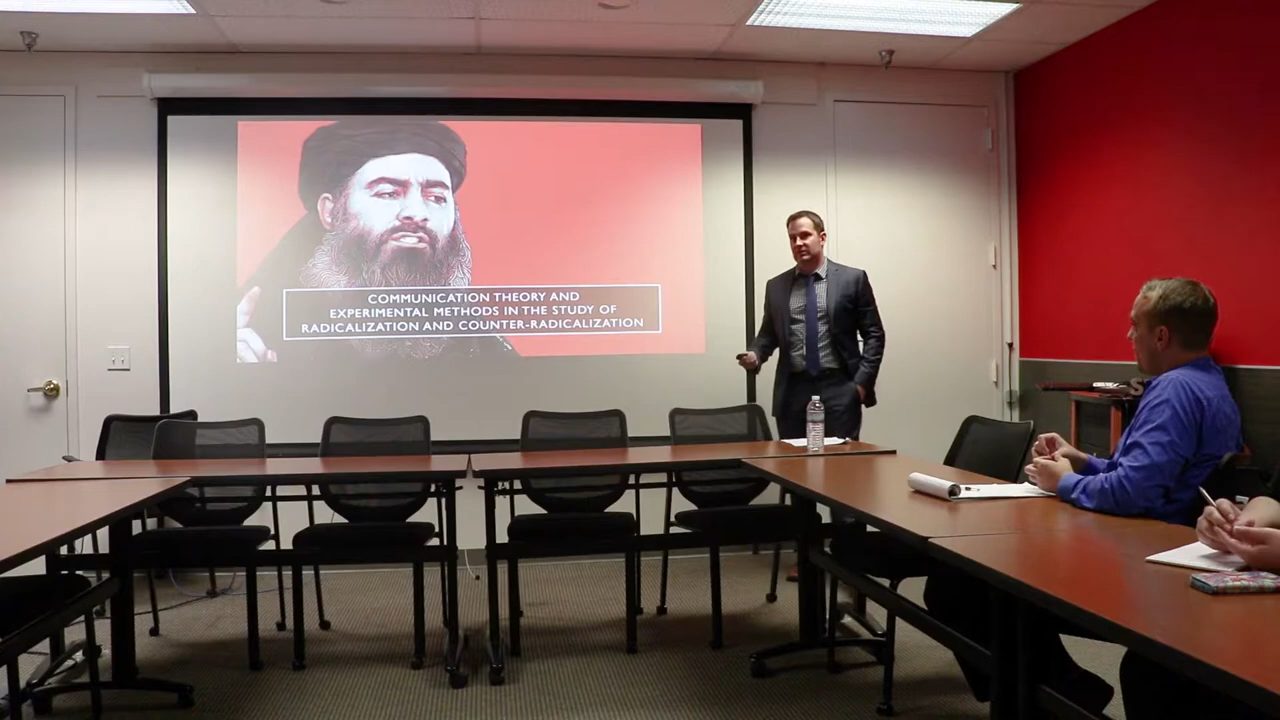 COMMUNICATION THEORY AND
EXPERIMENTAL METHODS IN THE STUDY OF
RADICALIZATION AND COUNTER-RADICALIZATION